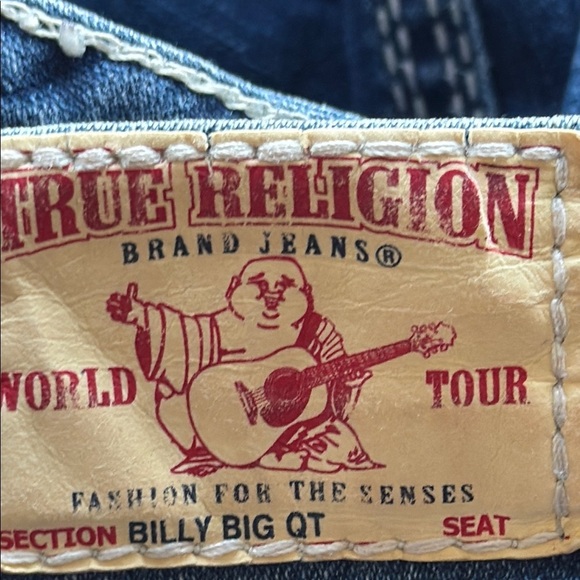 TRUE RELIGION
BRAND JEANS®
WORLD TOUR
FASHION FOR THE SENSES
SECTION BILLY BIG QT SEAT